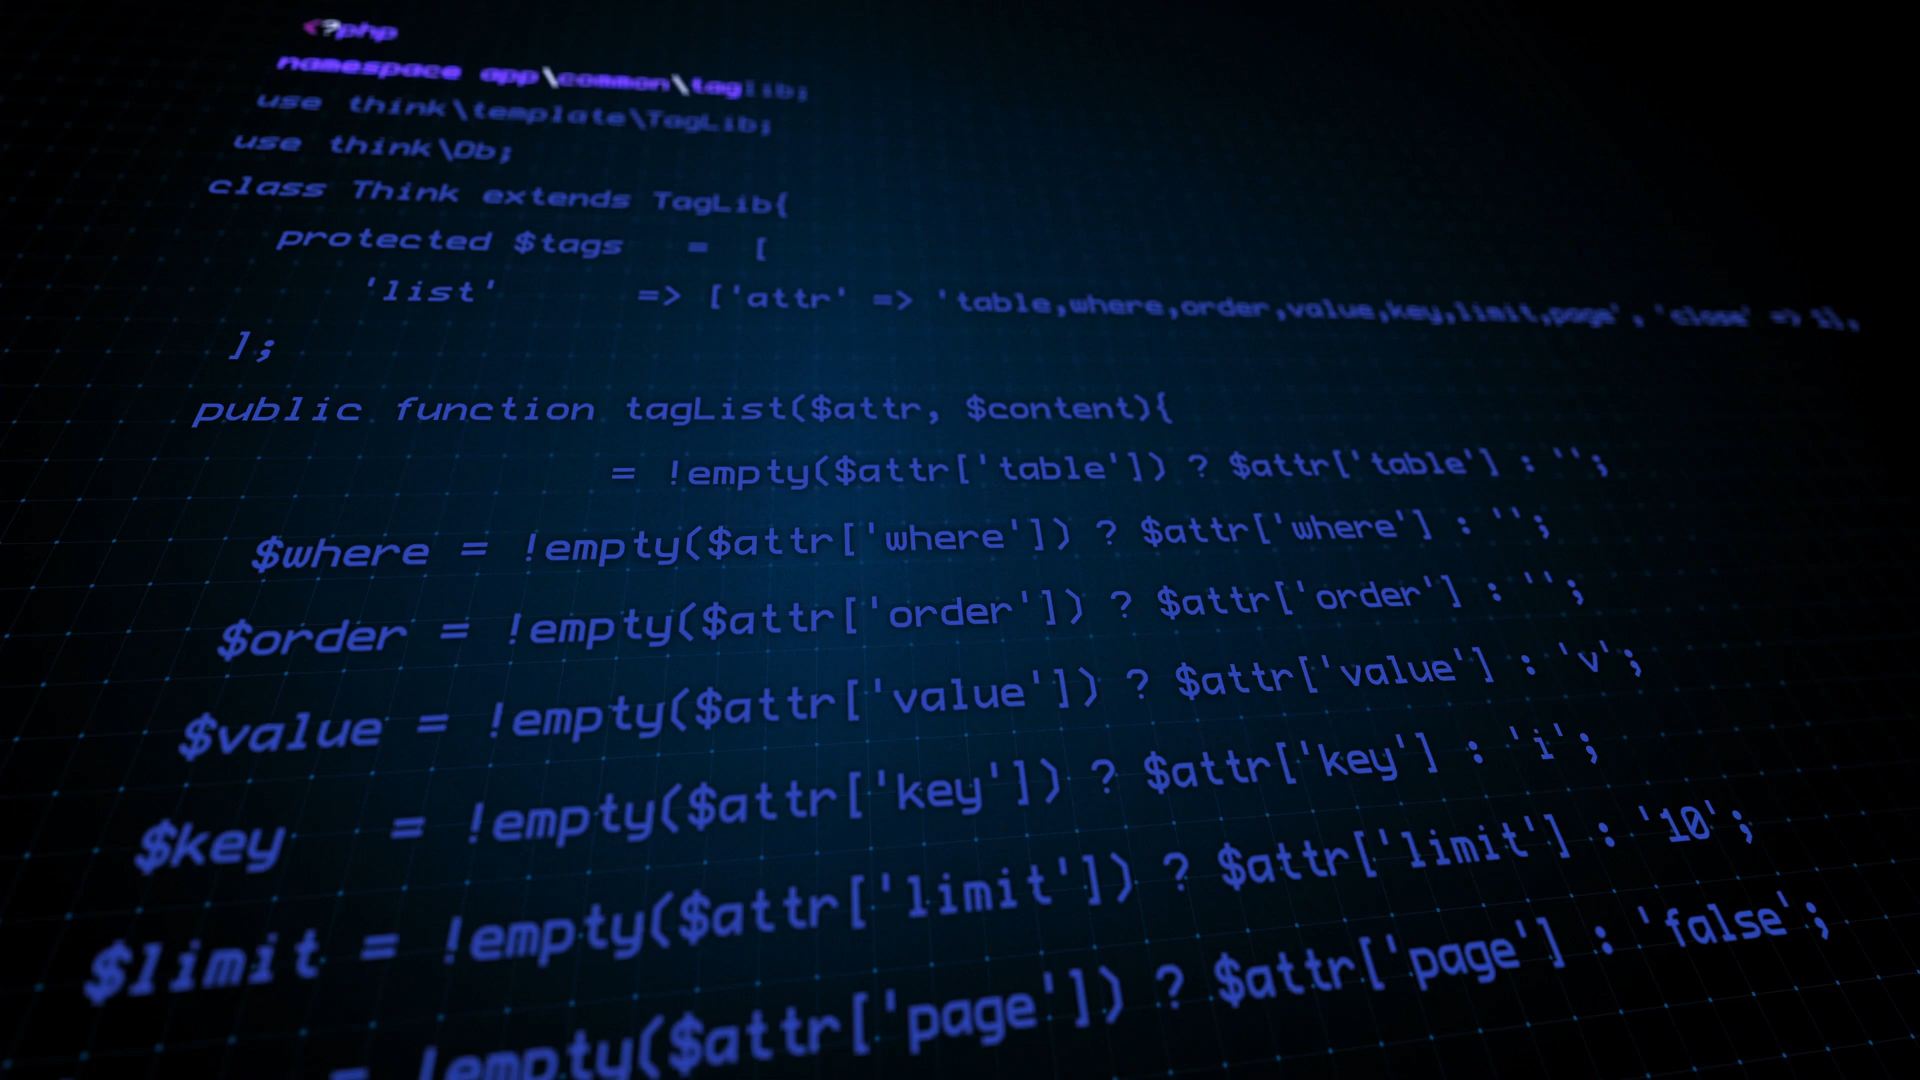 <?php
namespace app\common\taglib;
use think\template\TagLib;
use think\Db;
class Think extends TagLib{
protected $tags   =  [
'list'      => ['attr' => 'table,where,order,value,key,limit,page', 'close' => 1],
];
public function tagList($attr, $content){
= !empty($attr['table']) ? $attr['table'] : '';
$where = !empty($attr['where']) ? $attr['where'] : '';
$order = !empty($attr['order']) ? $attr['order'] : '';
$value = !empty($attr['value']) ? $attr['value'] : 'v';
$key   = !empty($attr['key']) ? $attr['key'] : 'i';
$limit = !empty($attr['limit']) ? $attr['limit'] : '10';
= !empty($attr['page']) ? $attr['page'] : 'false';